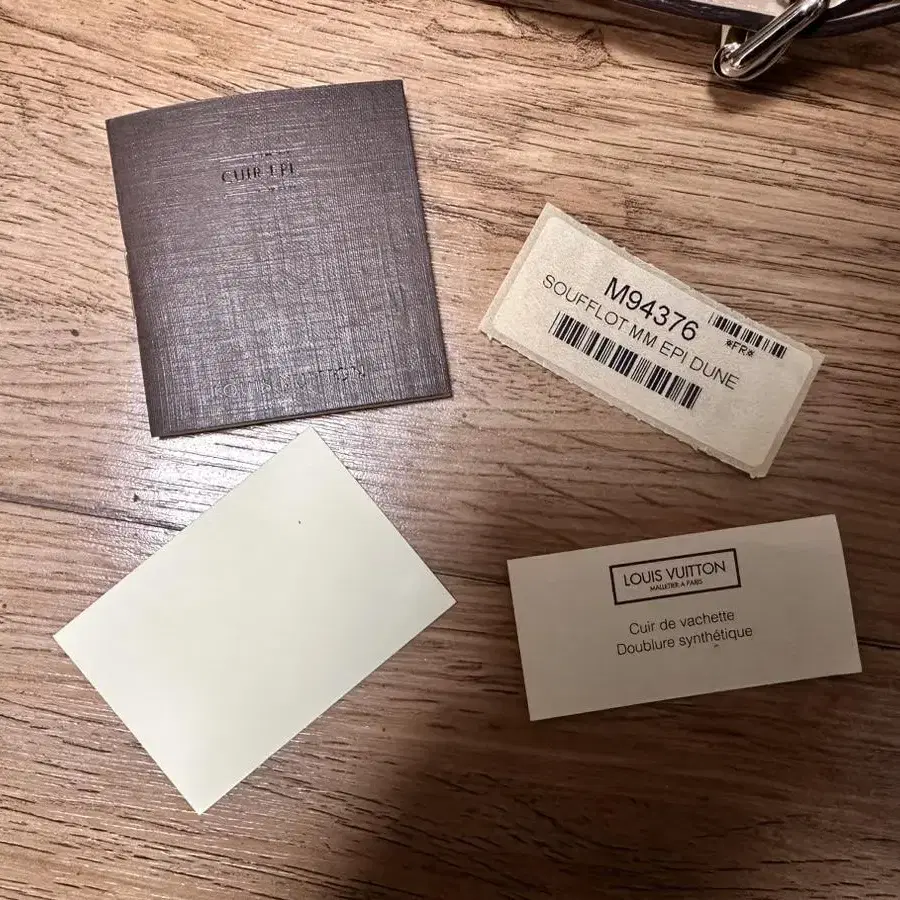 CUIR EPI
LOUIS VUITTON
M94376
SOUFFLOT MM EPI DUNE
*FR*
LOUIS VUITTON
MALLETIER A PARIS
Cuir de vachette
Doublure synthétique